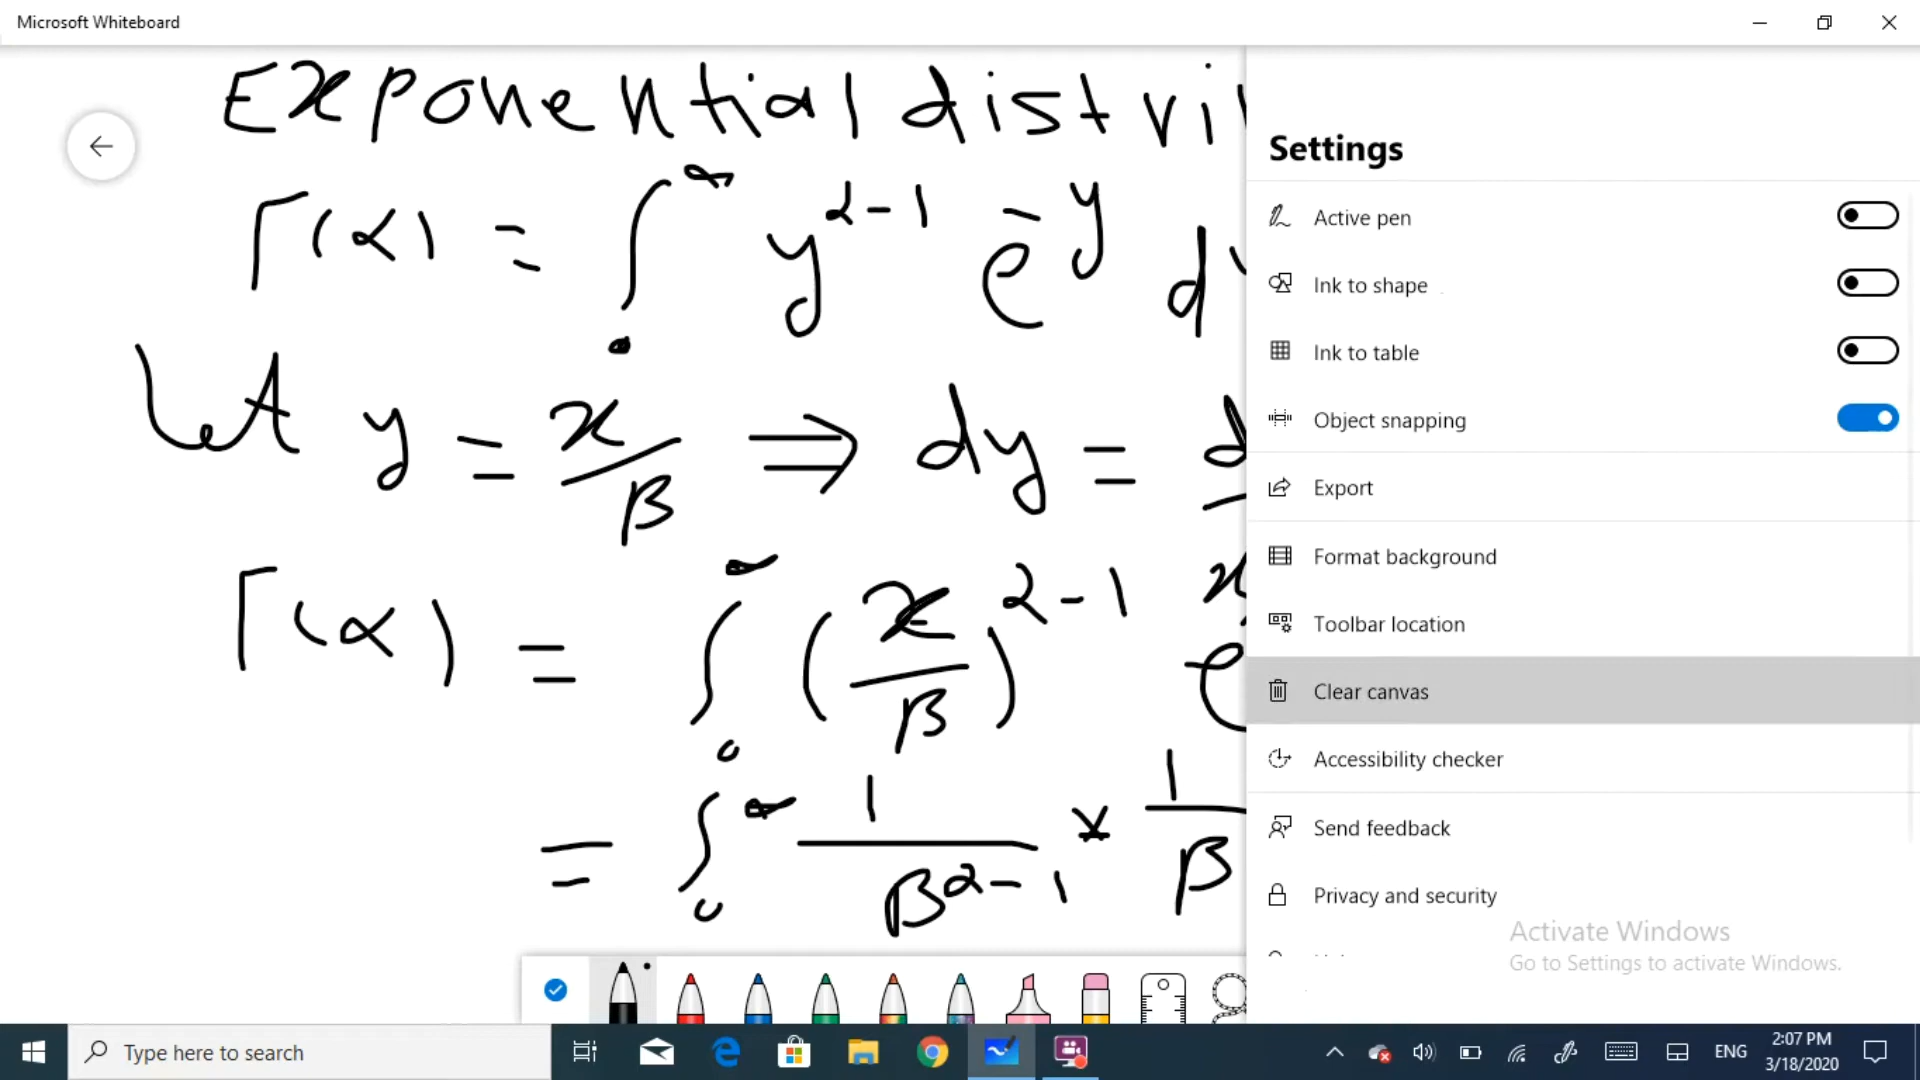 Microsoft Whiteboard
Exponential distri
Γ(α) = ∫₀^∞ y^{α-1} e^{-y} dy
Let y = x/β ⇒ dy = d
Γ(α) = ∫₀^∞ (x/β)^{α-1} e^x
= ∫₀^∞ 1/β^{α-1} * 1/β
Settings
Active pen
Ink to shape
Ink to table
Object snapping
Export
Format background
Toolbar location
Clear canvas
Accessibility checker
Send feedback
Privacy and security
Activate Windows
Go to Settings to activate Windows.
Type here to search
ENG
2:07 PM
3/18/2020